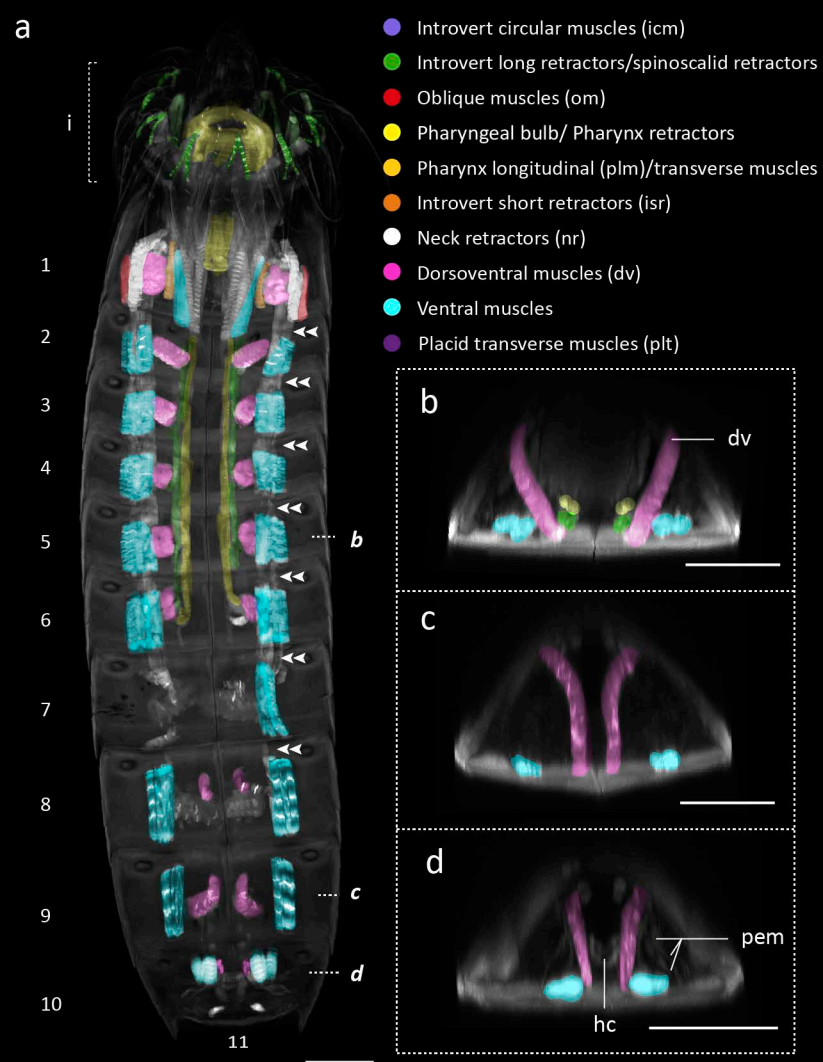 a
Introvert circular muscles (icm)
Introvert long retractors/spinoscalid retractors
Oblique muscles (om)
Pharyngeal bulb/ Pharynx retractors
Pharynx longitudinal (plm)/transverse muscles
Introvert short retractors (isr)
Neck retractors (nr)
Dorsoventral muscles (dv)
Ventral muscles
Placid transverse muscles (plt)
i
1
2
3
4
5
6
7
8
9
10
11
b
c
d
b
dv
c
d
pem
hc